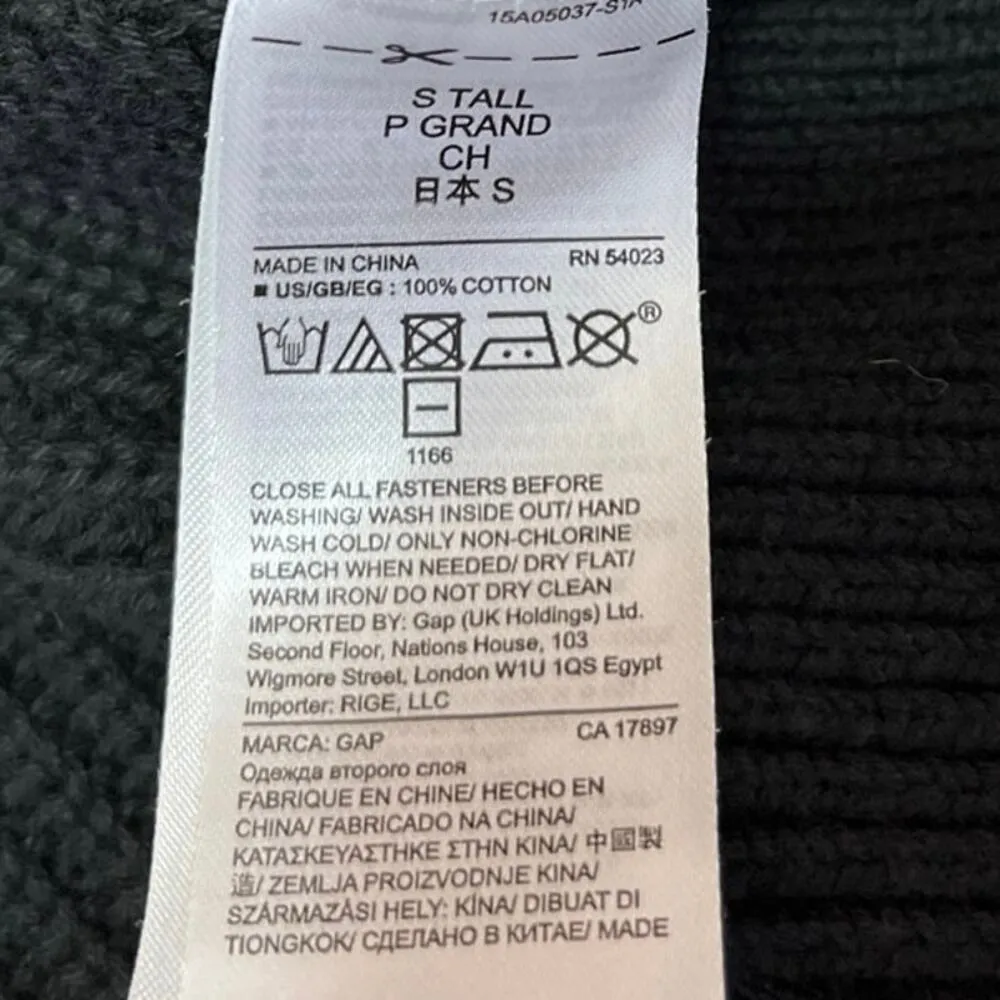 15A05037-S1
S TALL
P GRAND
CH
日本 S
MADE IN CHINA RN 54023
■ US/GB/EG : 100% COTTON
®
1166
CLOSE ALL FASTENERS BEFORE
WASHING/ WASH INSIDE OUT/ HAND
WASH COLD/ ONLY NON-CHLORINE
BLEACH WHEN NEEDED/ DRY FLAT/
WARM IRON/ DO NOT DRY CLEAN
IMPORTED BY: Gap (UK Holdings) Ltd.
Second Floor, Nations House, 103
Wigmore Street, London W1U 1QS Egypt
Importer: RIGE, LLC
MARCA: GAP CA 17897
Одежда второго слоя
FABRIQUE EN CHINE/ HECHO EN
CHINA/ FABRICADO NA CHINA/
ΚΑΤΑΣΚΕΥΑΣΤΗΚΕ ΣΤΗΝ ΚΙΝΑ/ 中國製
造/ ZEMLJA PROIZVODNJE KINA/
SZÁRMAZÁSI HELY: KÍNA/ DIBUAT DI
TIONGKOK/ СДЕЛАНО В КИТАЕ/ MADE